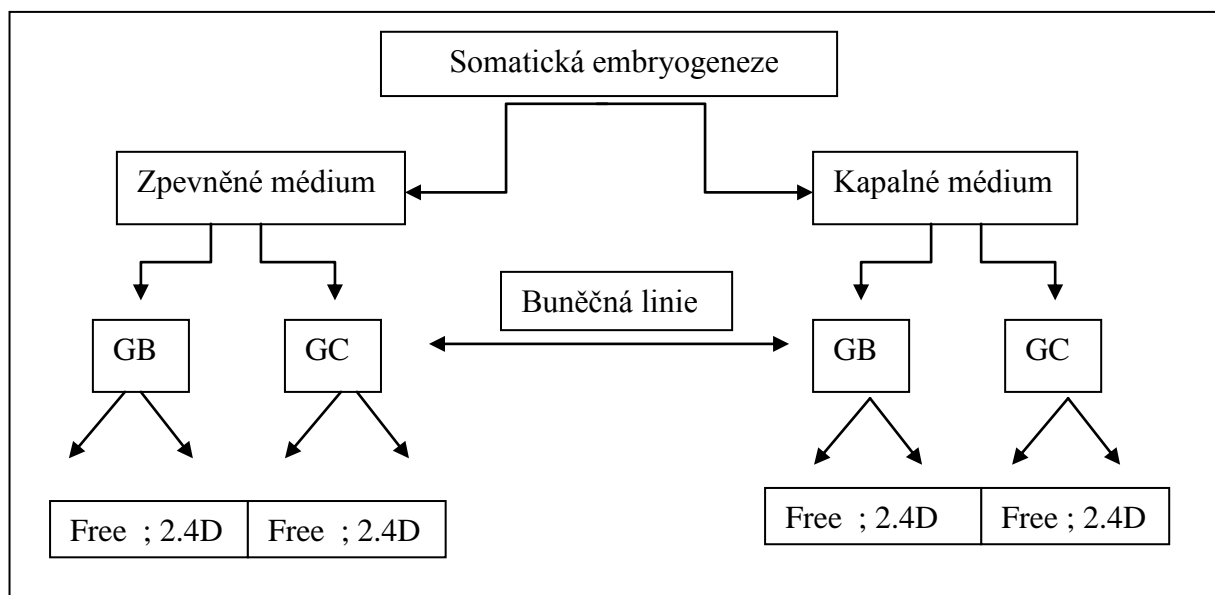 Somatická embryogeneze
Zpevněné médium
Kapalné médium
Buněčná linie
GB
GC
GB
GC
Free ; 2.4D
Free ; 2.4D
Free ; 2.4D
Free ; 2.4D